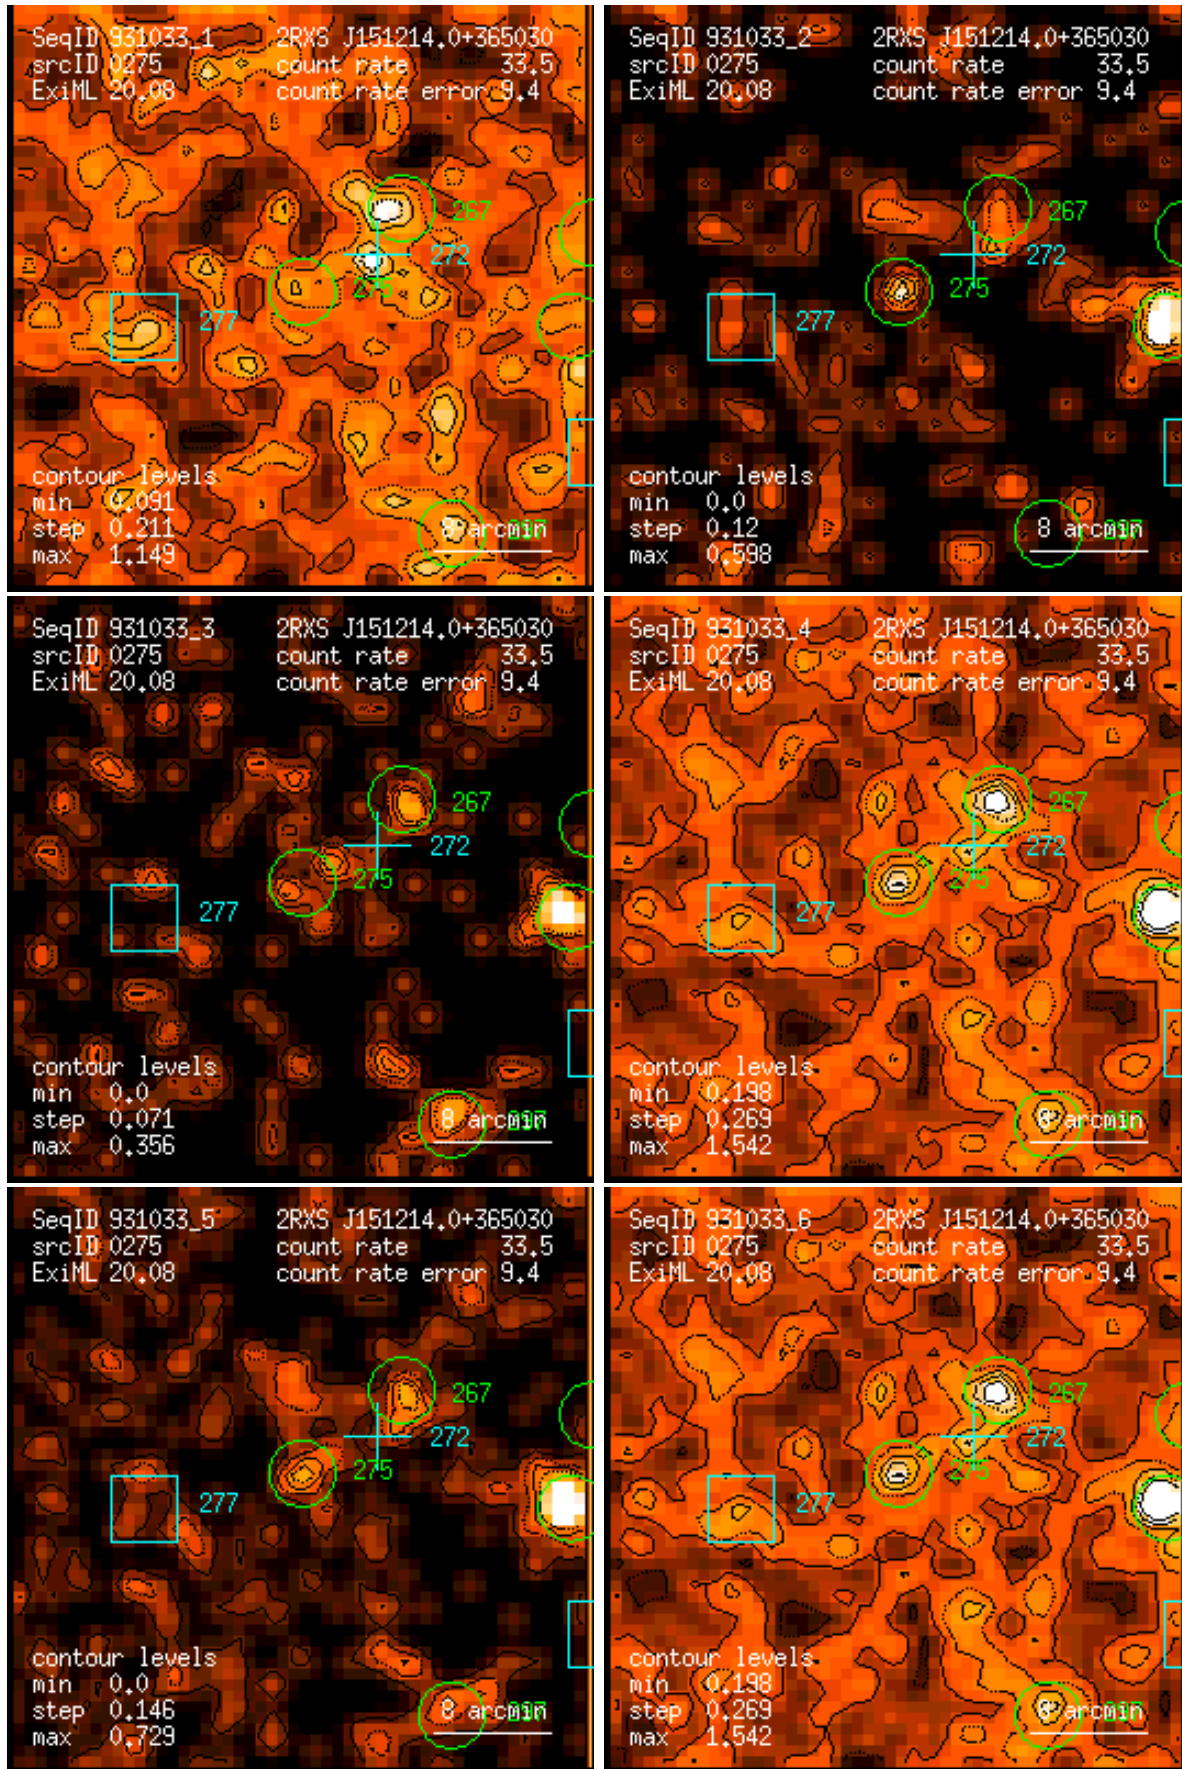 SeqID 931033_1 2RXS J151214.0+365030
srcID 0275 count rate 33.5
ExiML 20.08 count rate error 9.4
267
272
275
277
contour levels
min 0.091
step 0.211
max 1.149
8 arcmin
SeqID 931033_2 2RXS J151214.0+365030
srcID 0275 count rate 33.5
ExiML 20.08 count rate error 9.4
267
272
275
277
contour levels
min 0.0
step 0.12
max 0.598
8 arcmin
SeqID 931033_3 2RXS J151214.0+365030
srcID 0275 count rate 33.5
ExiML 20.08 count rate error 9.4
267
272
275
277
contour levels
min 0.0
step 0.071
max 0.356
8 arcmin
SeqID 931033_4 2RXS J151214.0+365030
srcID 0275 count rate 33.5
ExiML 20.08 count rate error 9.4
267
272
275
277
contour levels
min 0.198
step 0.269
max 1.542
8 arcmin
SeqID 931033_5 2RXS J151214.0+365030
srcID 0275 count rate 33.5
ExiML 20.08 count rate error 9.4
267
272
275
277
contour levels
min 0.0
step 0.146
max 0.729
8 arcmin
SeqID 931033_6 2RXS J151214.0+365030
srcID 0275 count rate 33.5
ExiML 20.08 count rate error 9.4
267
272
275
277
contour levels
min 0.198
step 0.269
max 1.542
8 arcmin